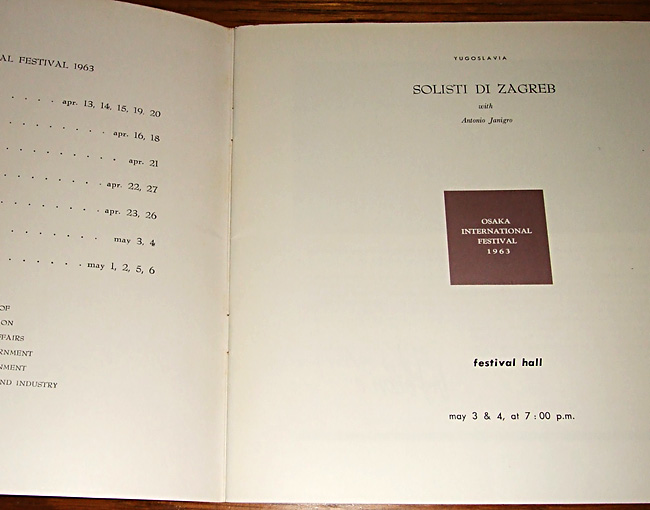 AL FESTIVAL 1963
apr. 13, 14, 15, 19, 20
apr. 16, 18
apr. 21
apr. 22, 27
apr. 23, 26
may 3, 4
may 1, 2, 5, 6
OF
ON
FFAIRS
RNMENT
NMENT
ND INDUSTRY
YUGOSLAVIA
SOLISTI DI ZAGREB
with
Antonio Janigro
OSAKA
INTERNATIONAL
FESTIVAL
1963
festival hall
may 3 & 4, at 7:00 p.m.